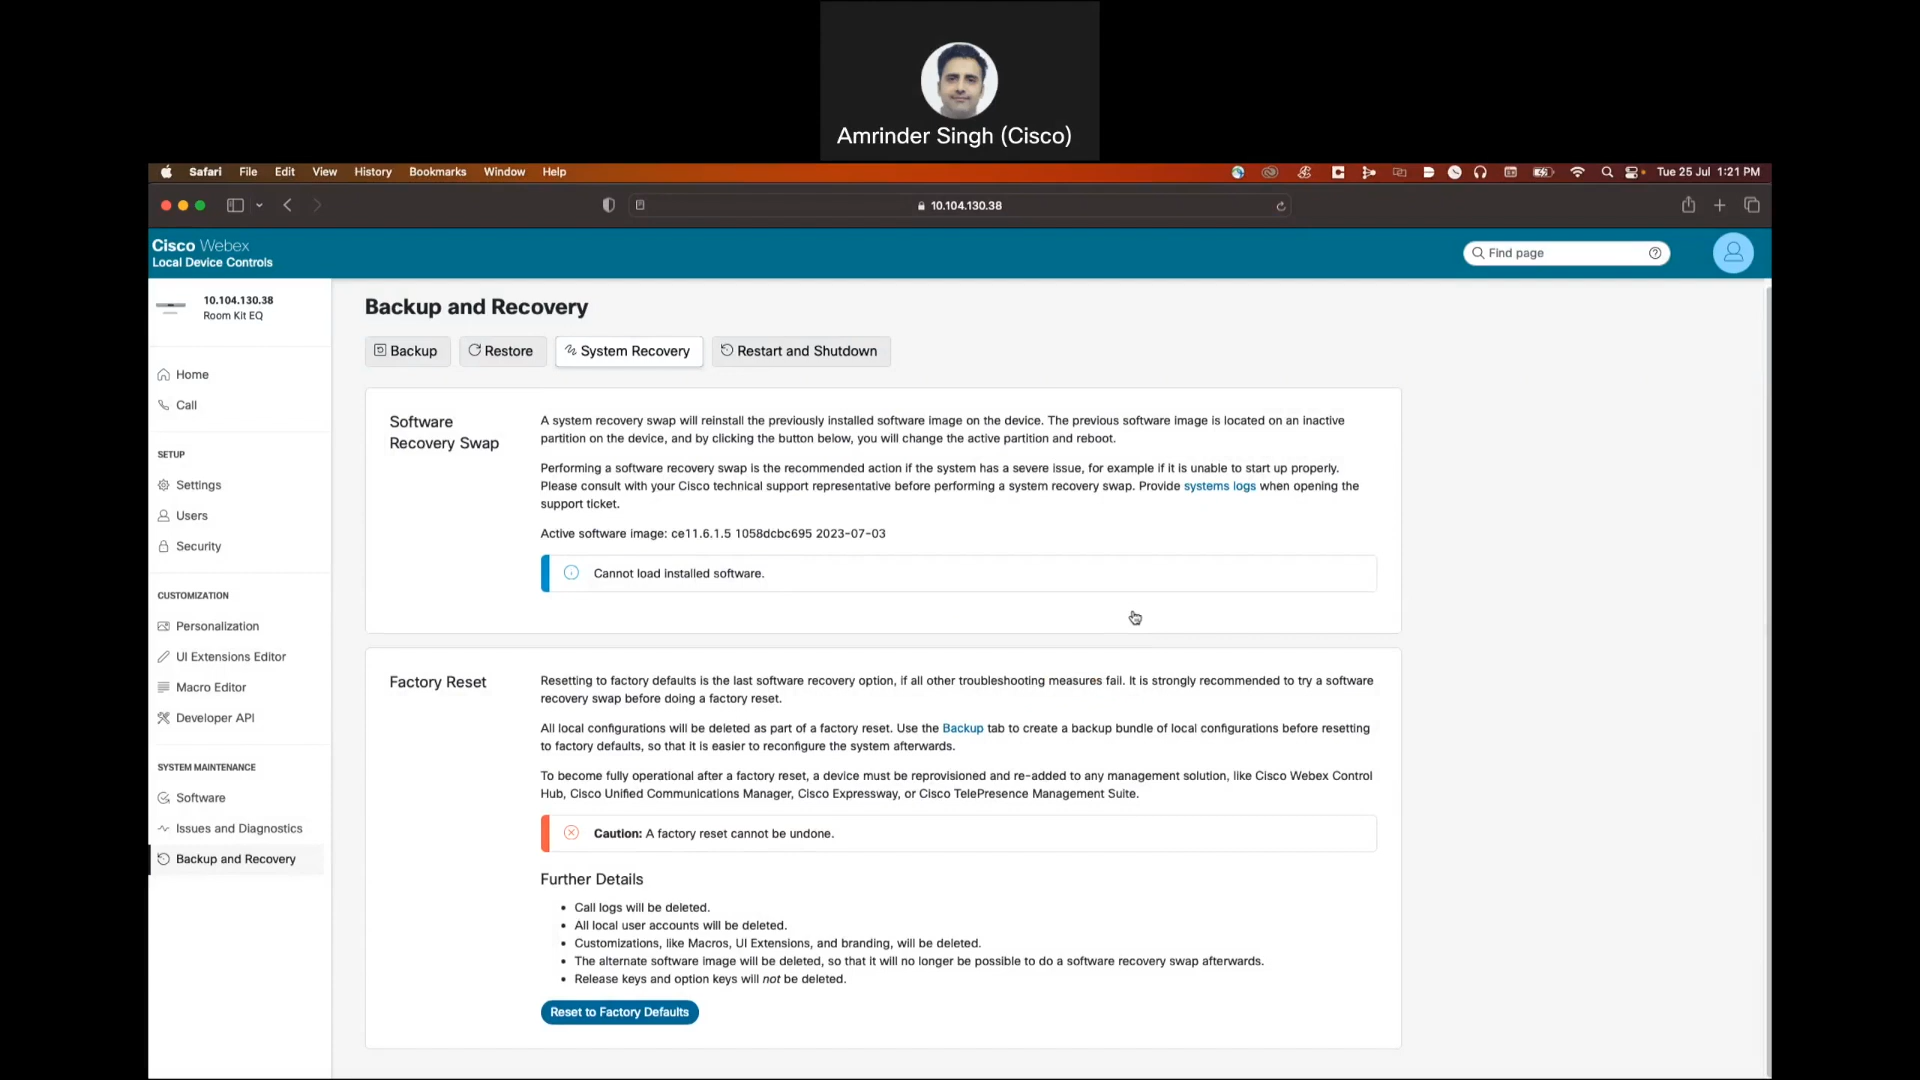 Amrinder Singh (Cisco)
Safari File Edit View History Bookmarks Window Help Tue 25 Jul 1:21 PM
10.104.130.38
Cisco Webex
Local Device Controls
Find page
10.104.130.38
Room Kit EQ
Home
Call
SETUP
Settings
Users
Security
CUSTOMIZATION
Personalization
UI Extensions Editor
Macro Editor
Developer API
SYSTEM MAINTENANCE
Software
Issues and Diagnostics
Backup and Recovery
Backup and Recovery
Backup Restore System Recovery Restart and Shutdown
Software
Recovery Swap
A system recovery swap will reinstall the previously installed software image on the device. The previous software image is located on an inactive
partition on the device, and by clicking the button below, you will change the active partition and reboot.
Performing a software recovery swap is the recommended action if the system has a severe issue, for example if it is unable to start up properly.
Please consult with your Cisco technical support representative before performing a system recovery swap. Provide systems logs when opening the
support ticket.
Active software image: ce11.6.1.5 1058dcbc695 2023-07-03
Cannot load installed software.
Factory Reset
Resetting to factory defaults is the last software recovery option, if all other troubleshooting measures fail. It is strongly recommended to try a software
recovery swap before doing a factory reset.
All local configurations will be deleted as part of a factory reset. Use the Backup tab to create a backup bundle of local configurations before resetting
to factory defaults, so that it is easier to reconfigure the system afterwards.
To become fully operational after a factory reset, a device must be reprovisioned and re-added to any management solution, like Cisco Webex Control
Hub, Cisco Unified Communications Manager, Cisco Expressway, or Cisco TelePresence Management Suite.
Caution: A factory reset cannot be undone.
Further Details
• Call logs will be deleted.
• All local user accounts will be deleted.
• Customizations, like Macros, UI Extensions, and branding, will be deleted.
• The alternate software image will be deleted, so that it will no longer be possible to do a software recovery swap afterwards.
• Release keys and option keys will not be deleted.
Reset to Factory Defaults